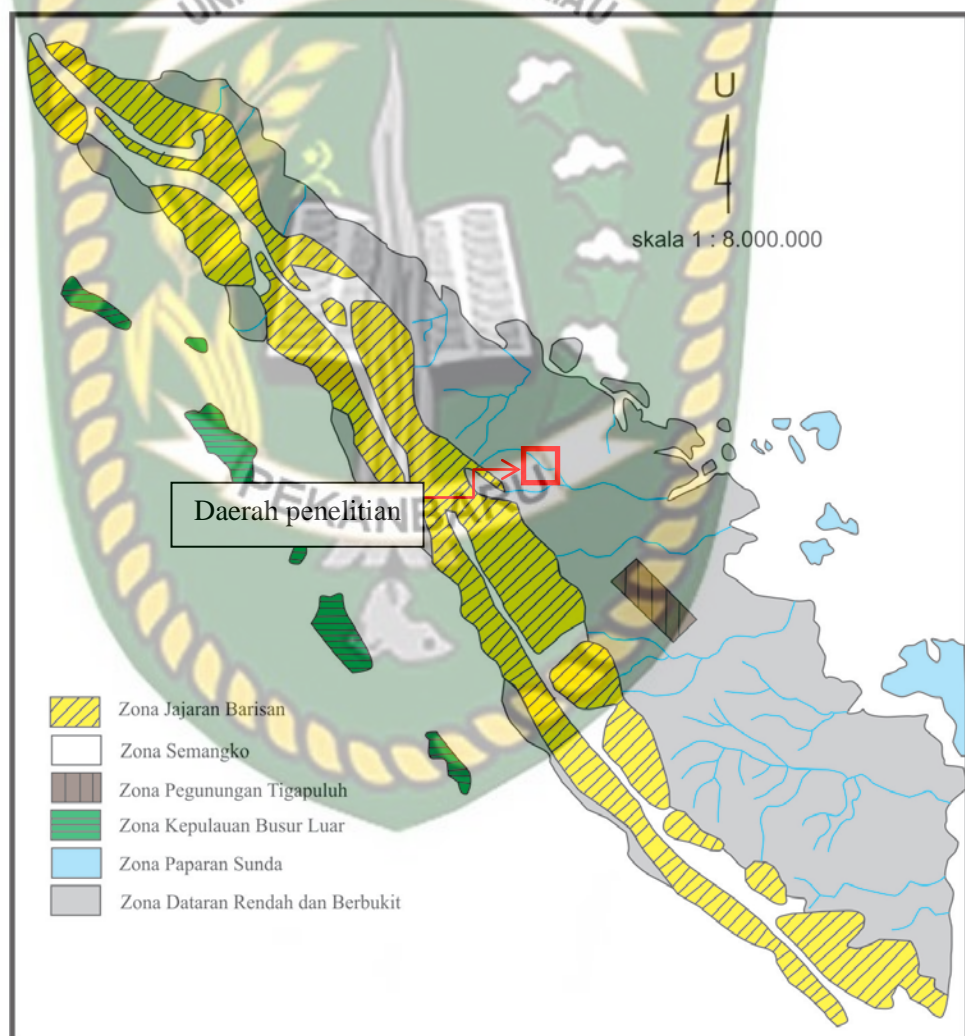 U
skala 1 : 8.000.000
PEKANBARU
Daerah penelitian
Zona Jajaran Barisan
Zona Semangko
Zona Pegunungan Tigapuluh
Zona Kepulauan Busur Luar
Zona Paparan Sunda
Zona Dataran Rendah dan Berbukit